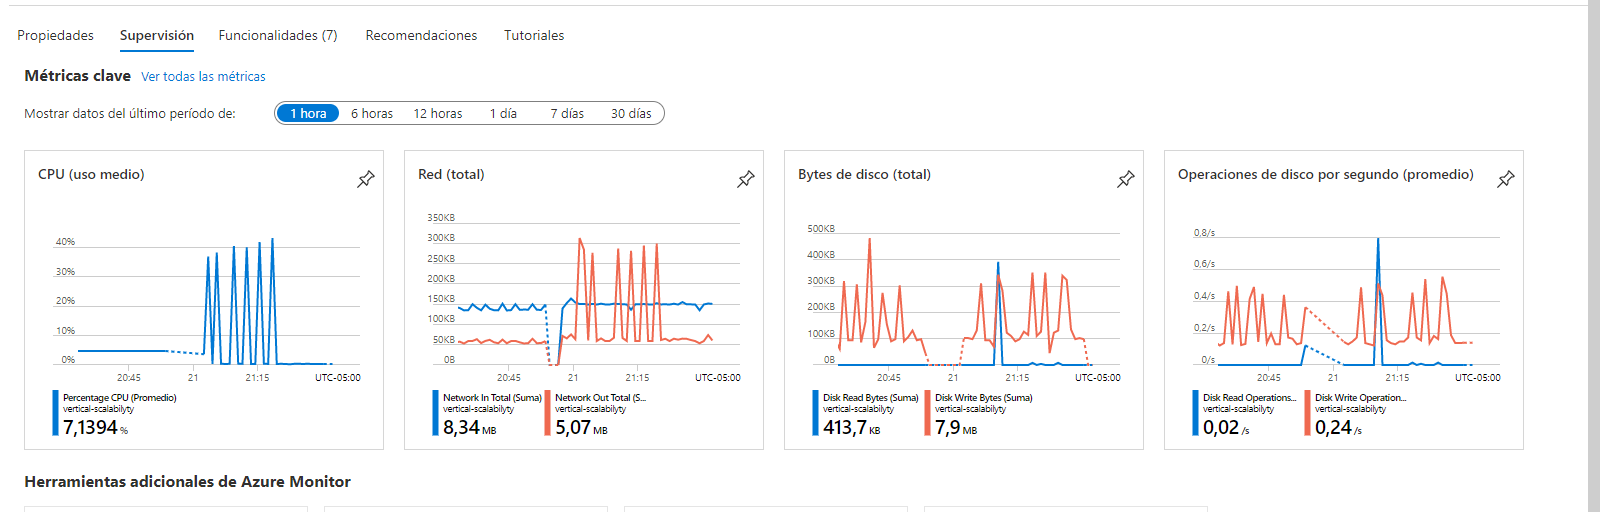 Propiedades Supervisión Funcionalidades (7) Recomendaciones Tutoriales
Métricas clave Ver todas las métricas
Mostrar datos del último período de: 1 hora 6 horas 12 horas 1 día 7 días 30 días
CPU (uso medio)
40%
30%
20%
10%
0%
20:45 21 21:15 UTC-05:00
Percentage CPU (Promedio)
vertical-scalabilyty
7,1394 %
Red (total)
350KB
300KB
250KB
200KB
150KB
100KB
50KB
0B
20:45 21 21:15 UTC-05:00
Network In Total (Suma) Network Out Total (S...
vertical-scalabilyty vertical-scalabilyty
8,34 MB 5,07 MB
Bytes de disco (total)
500KB
400KB
300KB
200KB
100KB
0B
20:45 21 21:15 UTC-05:00
Disk Read Bytes (Suma) Disk Write Bytes (Suma)
vertical-scalabilyty vertical-scalabilyty
413,7 KB 7,9 MB
Operaciones de disco por segundo (promedio)
0,8/s
0,6/s
0,4/s
0,2/s
0/s
20:45 21 21:15 UTC-05:00
Disk Read Operations... Disk Write Operation...
vertical-scalabilyty vertical-scalabilyty
0,02 /s 0,24 /s
Herramientas adicionales de Azure Monitor